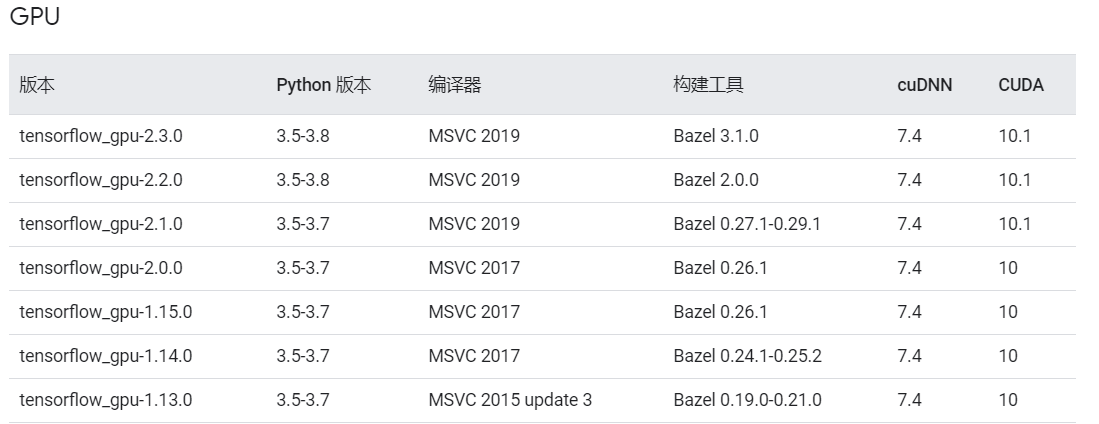 GPU
版本 Python 版本 编译器 构建工具 cuDNN CUDA
tensorflow_gpu-2.3.0 3.5-3.8 MSVC 2019 Bazel 3.1.0 7.4 10.1
tensorflow_gpu-2.2.0 3.5-3.8 MSVC 2019 Bazel 2.0.0 7.4 10.1
tensorflow_gpu-2.1.0 3.5-3.7 MSVC 2019 Bazel 0.27.1-0.29.1 7.4 10.1
tensorflow_gpu-2.0.0 3.5-3.7 MSVC 2017 Bazel 0.26.1 7.4 10
tensorflow_gpu-1.15.0 3.5-3.7 MSVC 2017 Bazel 0.26.1 7.4 10
tensorflow_gpu-1.14.0 3.5-3.7 MSVC 2017 Bazel 0.24.1-0.25.2 7.4 10
tensorflow_gpu-1.13.0 3.5-3.7 MSVC 2015 update 3 Bazel 0.19.0-0.21.0 7.4 10